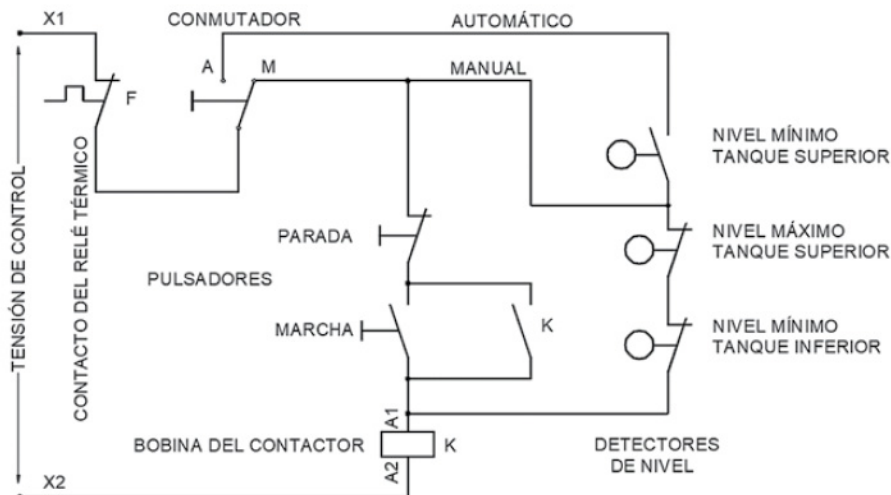 X1
CONMUTADOR
AUTOMÁTICO
A
M
MANUAL
F
NIVEL MÍNIMO
TANQUE SUPERIOR
TENSIÓN DE CONTROL
CONTACTO DEL RELÉ TÉRMICO
PARADA
NIVEL MÁXIMO
TANQUE SUPERIOR
PULSADORES
MARCHA
K
NIVEL MÍNIMO
TANQUE INFERIOR
A1
BOBINA DEL CONTACTOR
K
A2
DETECTORES
DE NIVEL
X2